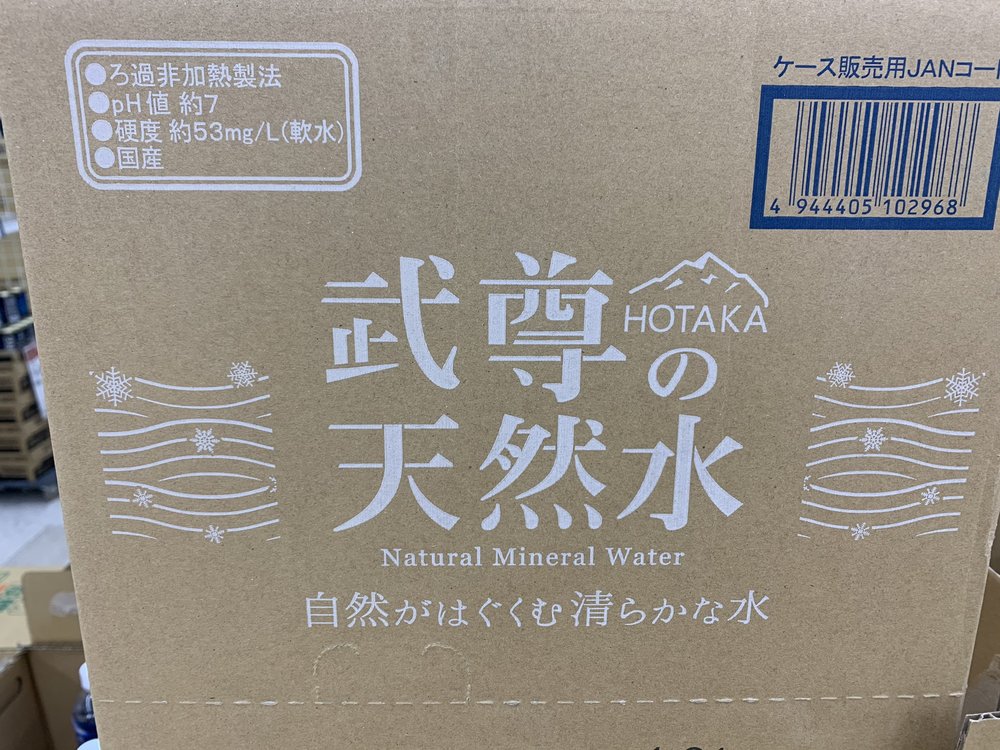 ●ろ過非加熱製法
●pH値 約7
●硬度 約53mg/L(軟水)
●国産
ケース販売用JANコード
4 944405 102968
武尊の
HOTAKA
天然水
Natural Mineral Water
自然がはぐくむ清らかな水